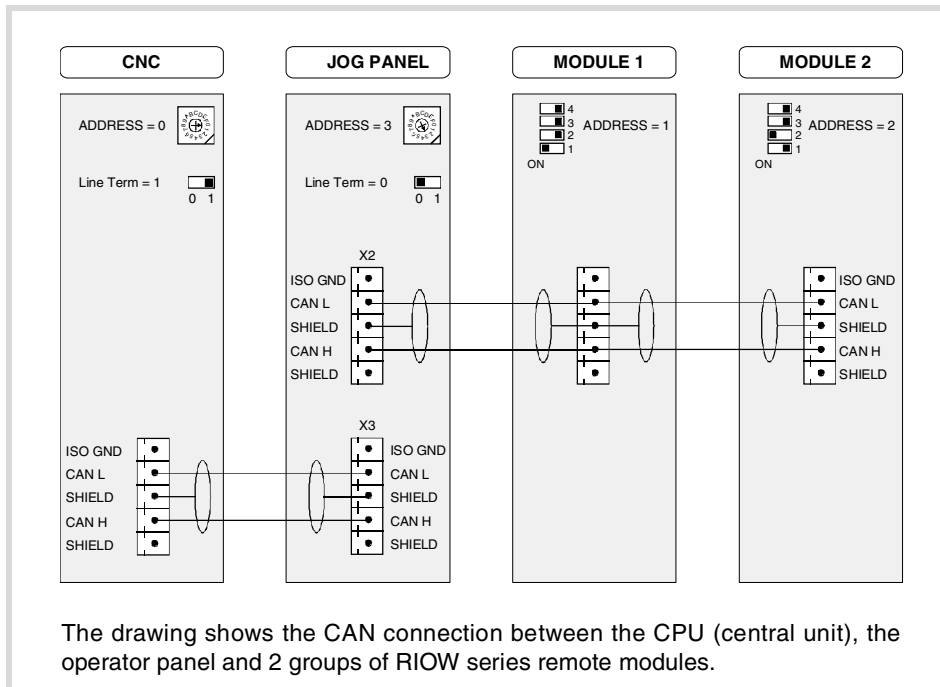 CNC
JOG PANEL
MODULE 1
MODULE 2
ADDRESS = 0
ADDRESS = 3
4
3
2
1
ADDRESS = 1
ON
4
3
2
1
ADDRESS = 2
ON
Line Term = 1
0 1
Line Term = 0
0 1
X2
ISO GND
CAN L
SHIELD
CAN H
SHIELD
ISO GND
CAN L
SHIELD
CAN H
SHIELD
X3
ISO GND
CAN L
SHIELD
CAN H
SHIELD
ISO GND
CAN L
SHIELD
CAN H
SHIELD
The drawing shows the CAN connection between the CPU (central unit), the
operator panel and 2 groups of RIOW series remote modules.